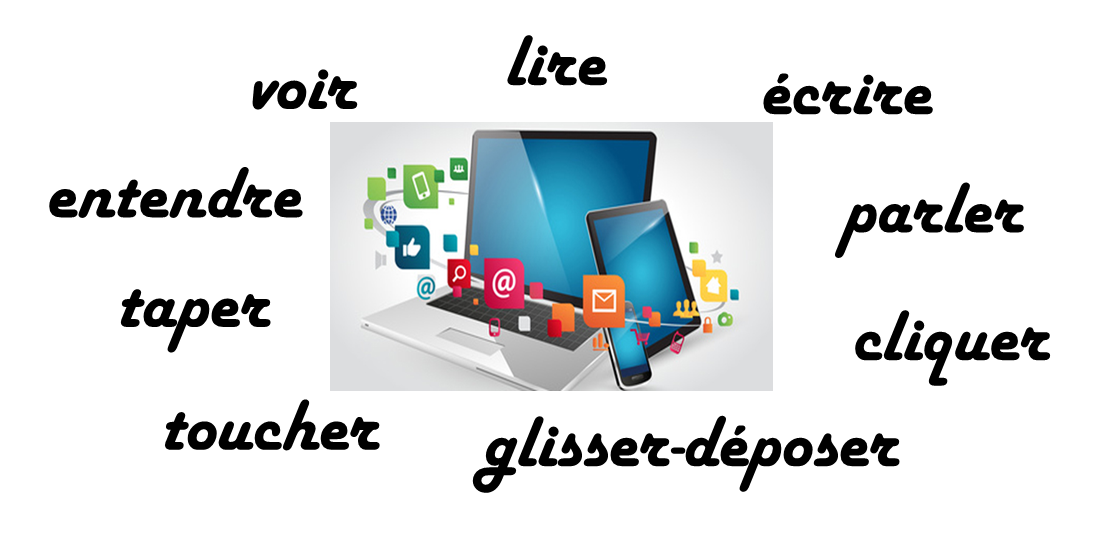 lire
voir
écrire
entendre
parler
taper
cliquer
toucher
glisser-déposer
@
@